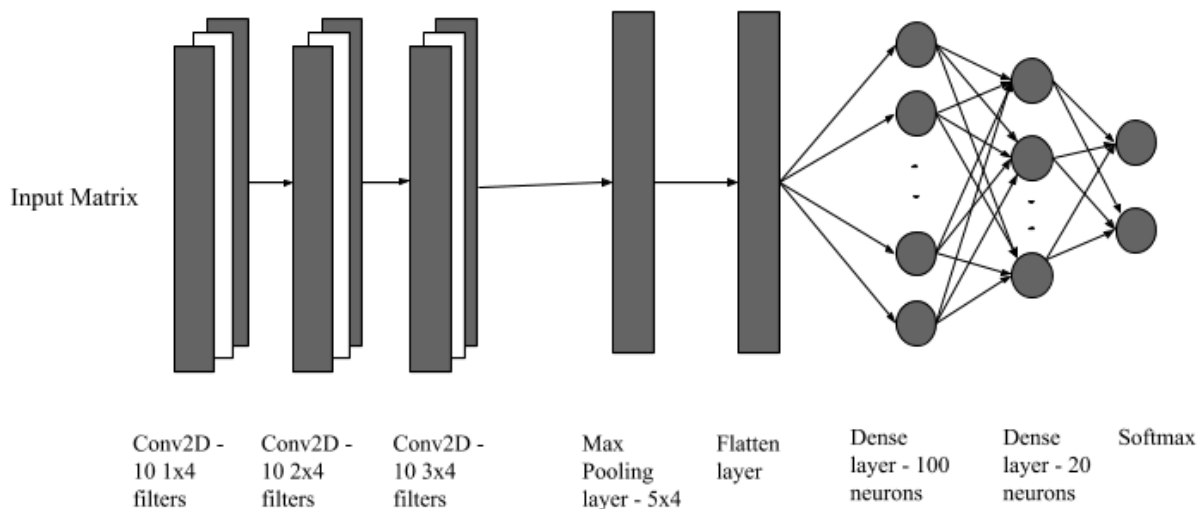 Input Matrix
Conv2D -
10 1x4
filters
Conv2D -
10 2x4
filters
Conv2D -
10 3x4
filters
Max
Pooling
layer - 5x4
Flatten
layer
Dense
layer - 100
neurons
Dense
layer - 20
neurons
Softmax